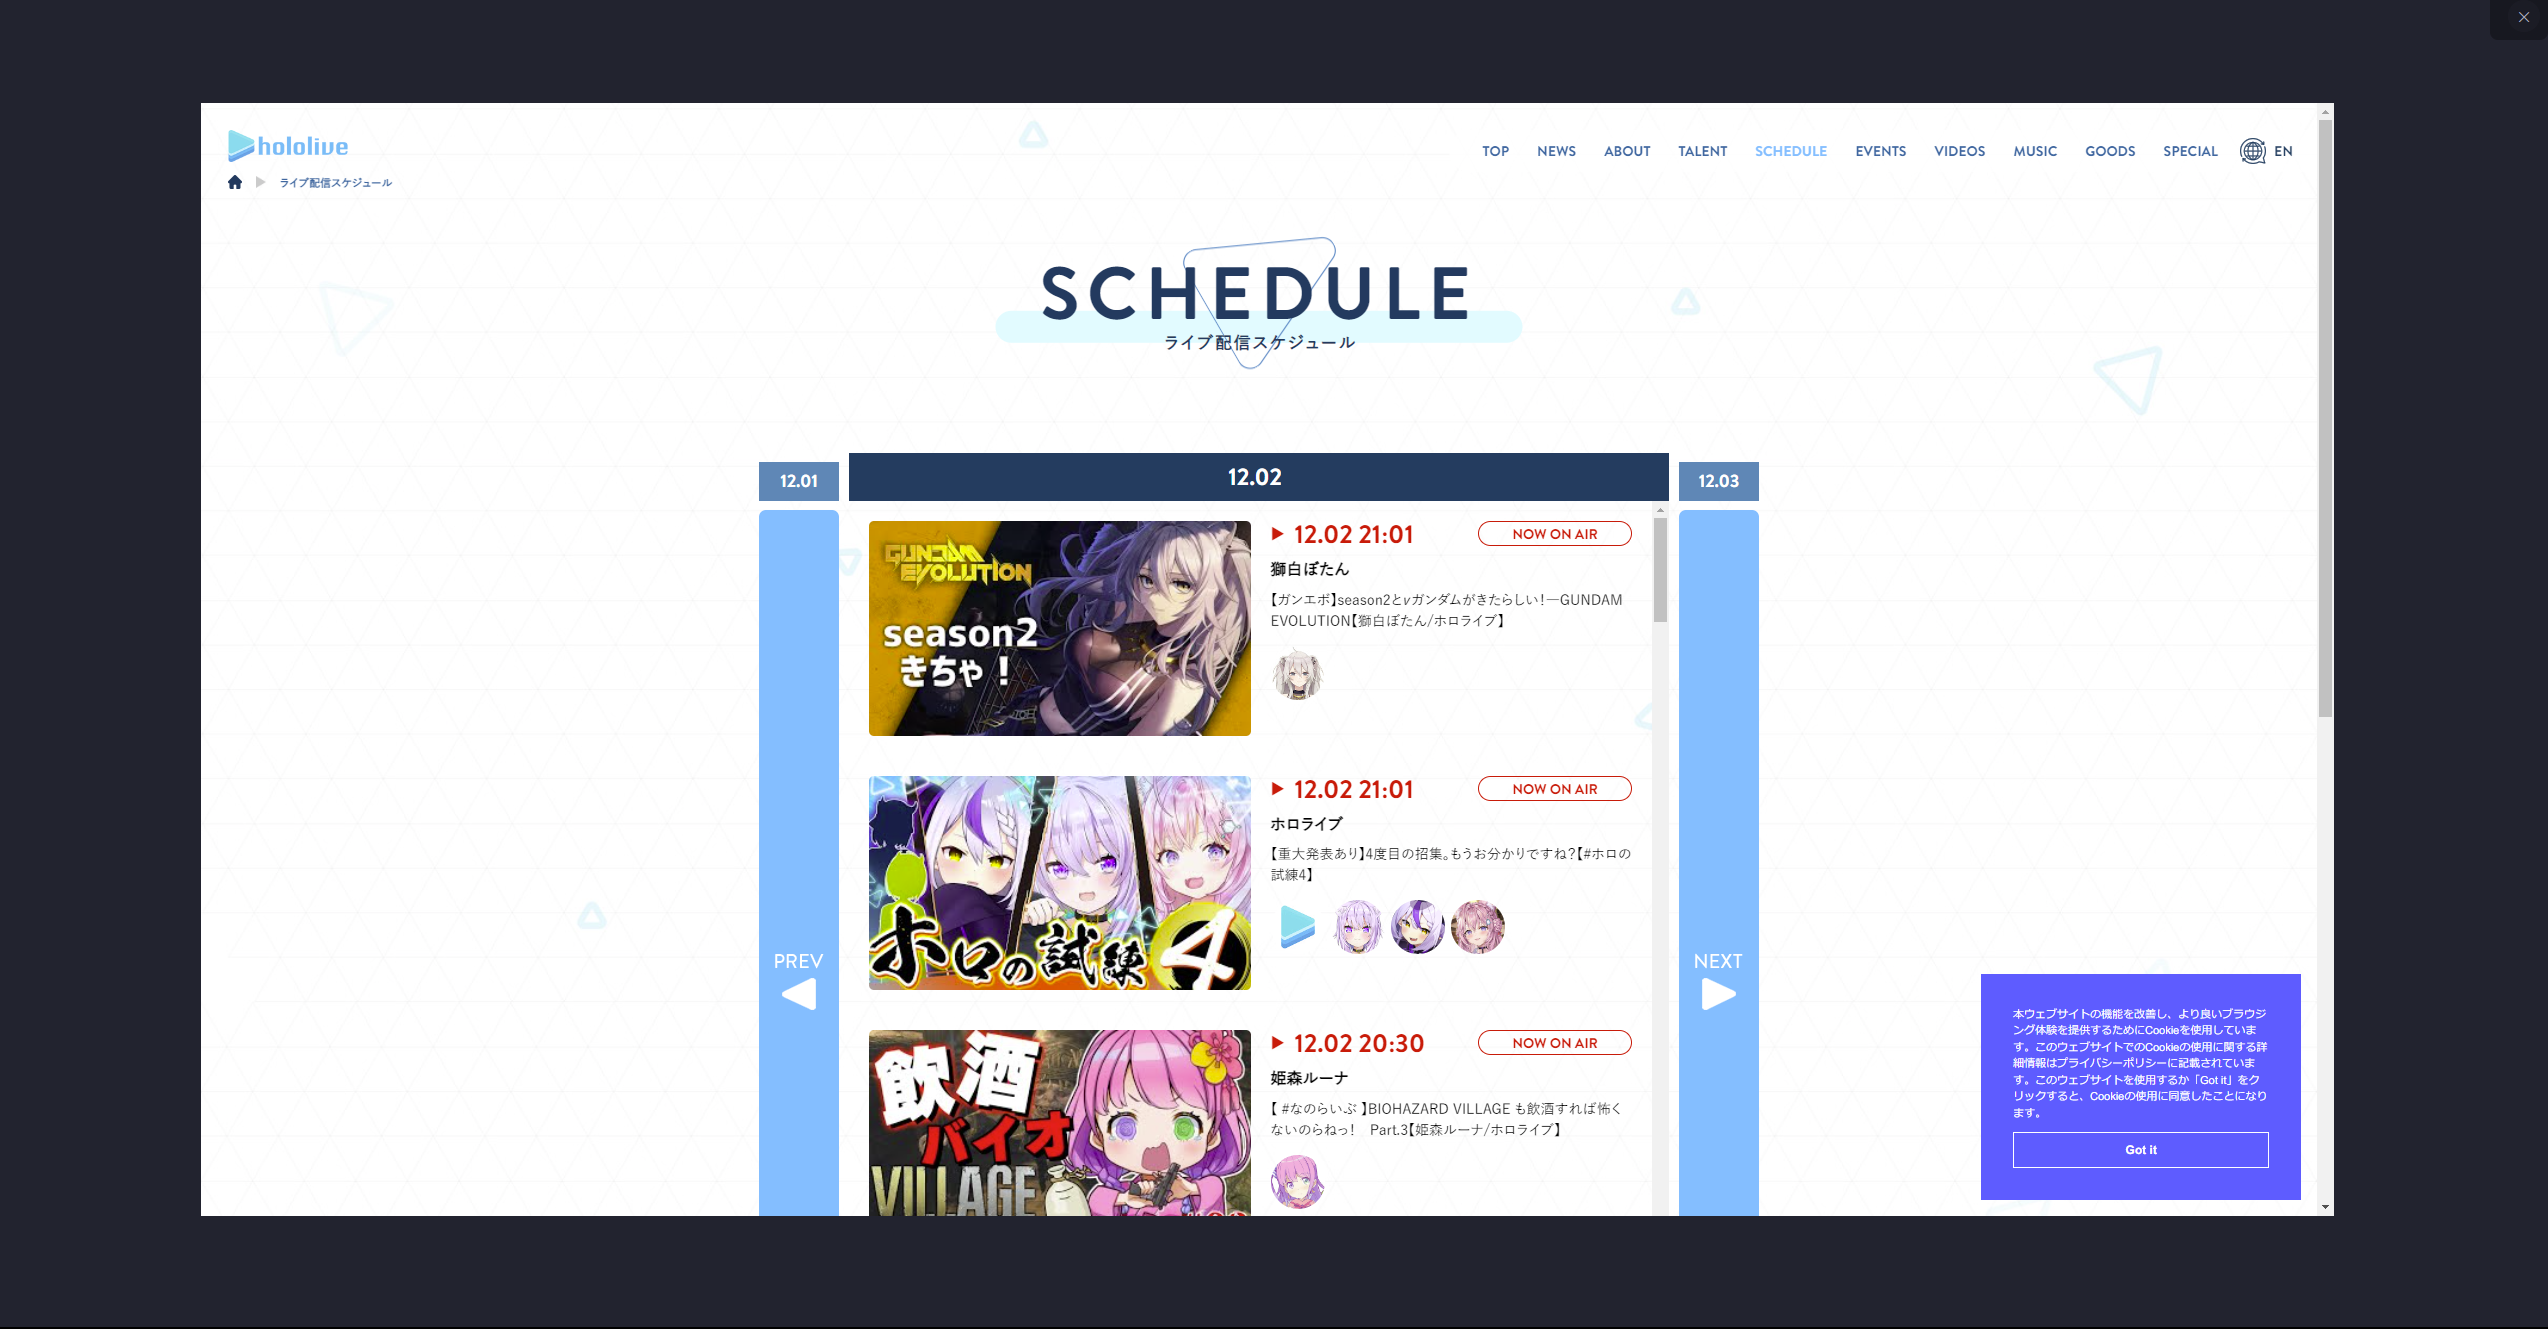 hololive
TOP NEWS ABOUT TALENT SCHEDULE EVENTS VIDEOS MUSIC GOODS SPECIAL EN
ライブ配信スケジュール
SCHEDULE
ライブ配信スケジュール
12.01
12.02
12.03
GUNDAM
EVOLUTION
season2
きちゃ！
12.02 21:01
NOW ON AIR
獅白ぼたん
【ガンエボ】season2とνガンダムがきたらしい！―GUNDAM
EVOLUTION【獅白ぼたん/ホロライブ】
ホロの試練4
12.02 21:01
NOW ON AIR
ホロライブ
【重大発表あり】4度目の招集。もうお分かりですね？【#ホロの
試練4】
PREV
NEXT
飲酒
バイオ
VILLAGE
12.02 20:30
NOW ON AIR
姫森ルーナ
【 #なのらいぶ 】BIOHAZARD VILLAGE も飲酒すれば怖く
ないのらねっ！　Part.3【姫森ルーナ/ホロライブ】
本ウェブサイトの機能を改善し、より良いブラウジ
ング体験を提供するためにCookieを使用していま
す。このウェブサイトでのCookieの使用に関する詳
細情報はプライバシーポリシーに記載されていま
す。このウェブサイトを使用するか「Got it」をク
リックすると、Cookieの使用に同意したことになり
ます。
Got it